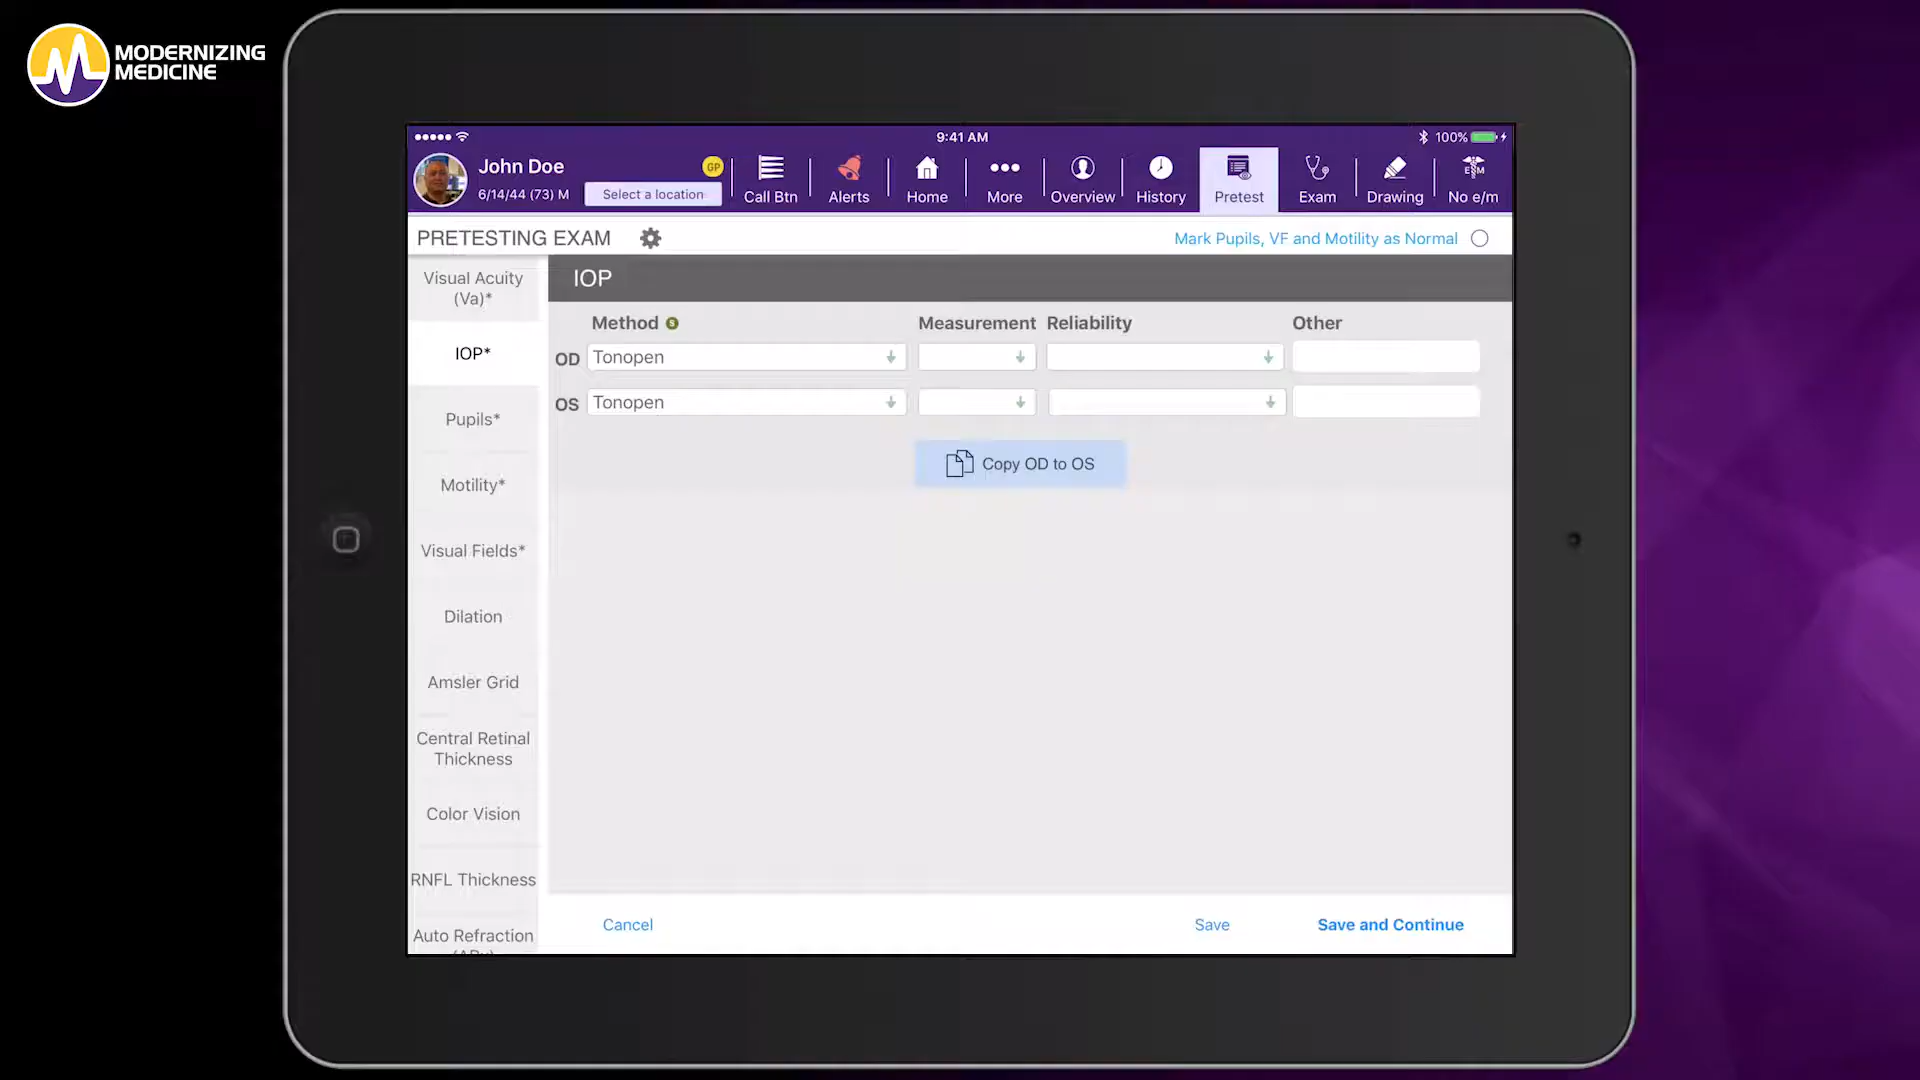 MODERNIZING
MEDICINE
9:41 AM
100%
John Doe
GP
6/14/44 (73) M
Select a location
Call Btn
Alerts
Home
More
Overview
History
Pretest
Exam
Drawing
E M
No e/m
PRETESTING EXAM
Mark Pupils, VF and Motility as Normal
Visual Acuity
(Va)*
IOP*
Pupils*
Motility*
Visual Fields*
Dilation
Amsler Grid
Central Retinal
Thickness
Color Vision
RNFL Thickness
Auto Refraction
IOP
Method
Measurement
Reliability
Other
OD
Tonopen
OS
Tonopen
Copy OD to OS
Cancel
Save
Save and Continue